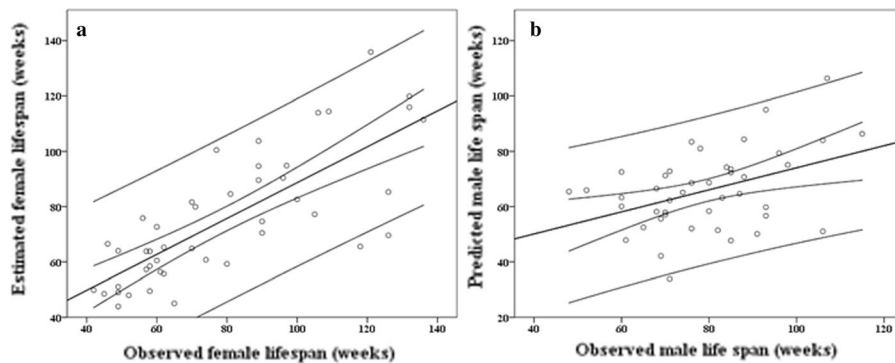 a
Estimated female lifespan (weeks)
140
120
100
80
60
40
40 60 80 100 120 140
Observed female lifespan (weeks)
b
Predicted male life span (weeks)
120
100
80
60
40
20
40 60 80 100 120
Observed male life span (weeks)